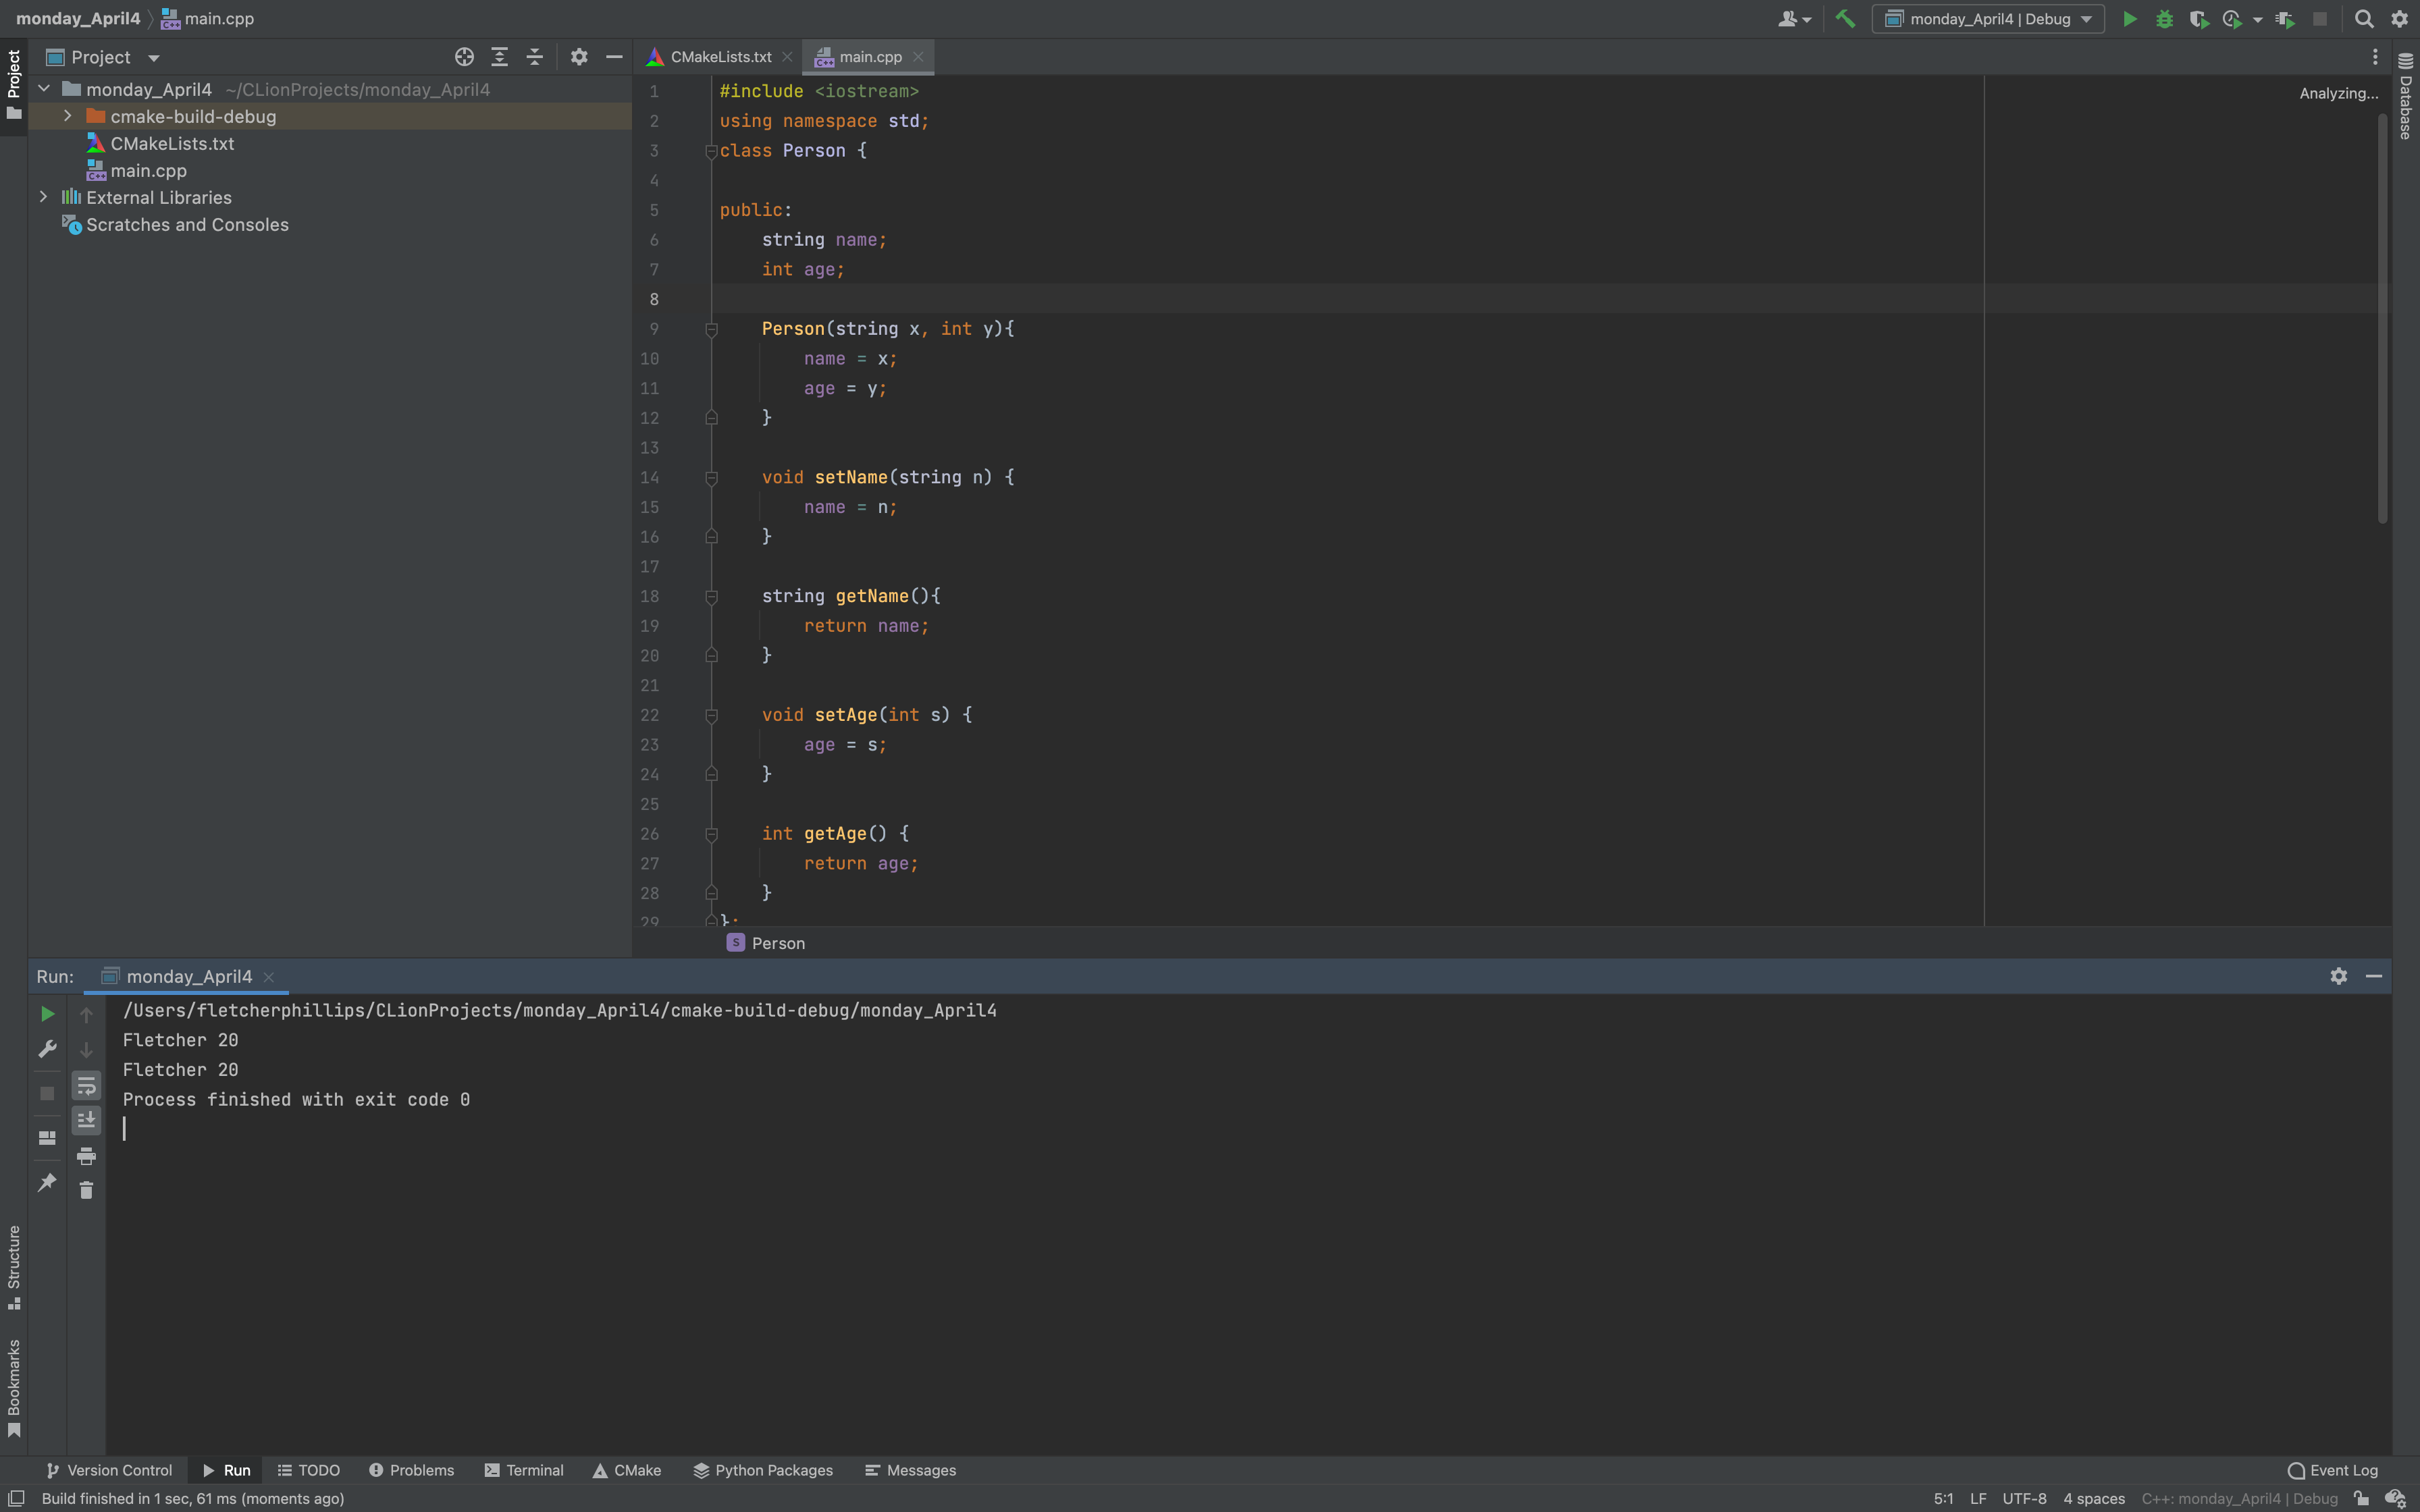 monday_April4 main.cpp
monday_April4 | Debug
Project
Project
CMakeLists.txt
main.cpp
monday_April4 ~/CLionProjects/monday_April4
cmake-build-debug
CMakeLists.txt
main.cpp
External Libraries
Scratches and Consoles
Analyzing...
Database
1 #include <iostream>
2 using namespace std;
3 class Person {
4
5 public:
6 string name;
7 int age;
8
9 Person(string x, int y){
10 name = x;
11 age = y;
12 }
13
14 void setName(string n) {
15 name = n;
16 }
17
18 string getName(){
19 return name;
20 }
21
22 void setAge(int s) {
23 age = s;
24 }
25
26 int getAge() {
27 return age;
28 }
29 };
S Person
Run: monday_April4
/Users/fletcherphillips/CLionProjects/monday_April4/cmake-build-debug/monday_April4
Fletcher 20
Fletcher 20
Process finished with exit code 0
Structure
Bookmarks
Version Control Run TODO Problems Terminal CMake Python Packages Messages Event Log
Build finished in 1 sec, 61 ms (moments ago) 5:1 LF UTF-8 4 spaces C++: monday_April4 | Debug